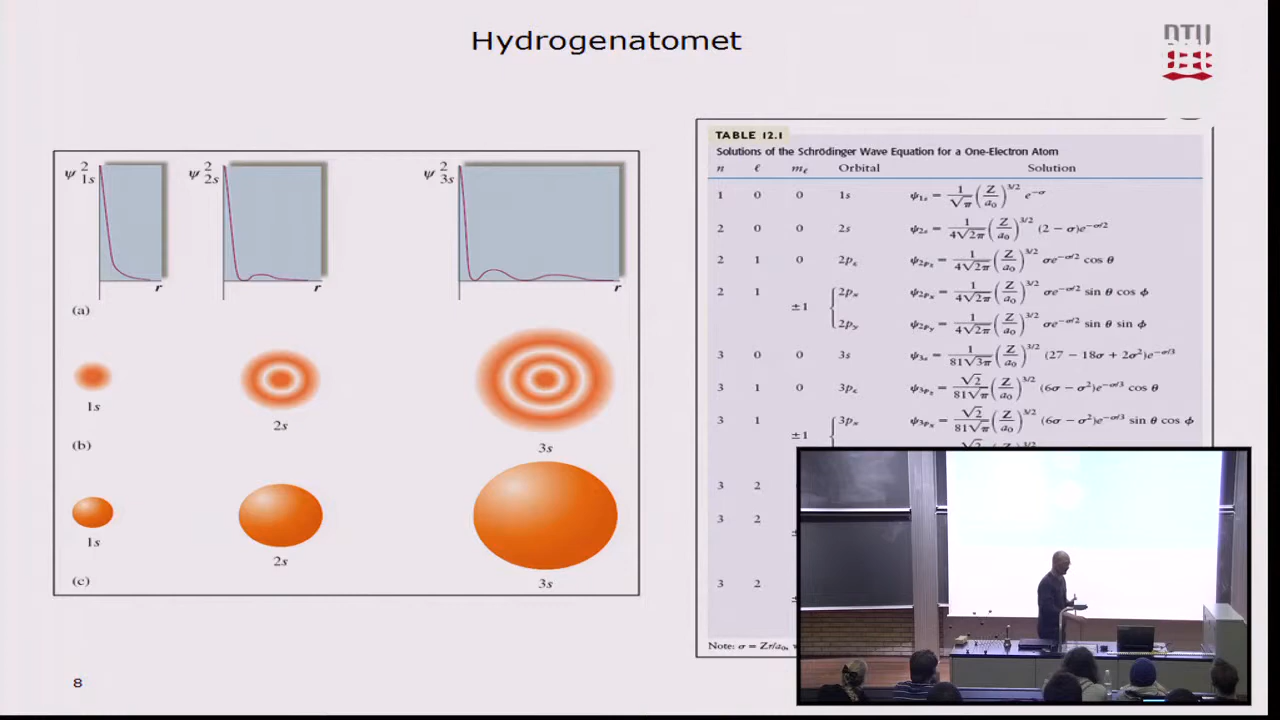 Hydrogenatomet
DTU
ψ²1s
r
ψ²2s
r
ψ²3s
r
(a)
1s
2s
3s
(b)
1s
2s
3s
(c)
TABLE 12.1
Solutions of the Schrödinger Wave Equation for a One-Electron Atom
n ℓ mℓ Orbital Solution
1 0 0 1s ψ1s = 1/√π (Z/a₀)^3/2 e^−σ
2 0 0 2s ψ2s = 1/4√2π (Z/a₀)^3/2 (2 − σ)e^−σ/2
2 1 0 2pz ψ2pz = 1/4√2π (Z/a₀)^3/2 σe^−σ/2 cos θ
2 1 ±1 2px ψ2px = 1/4√2π (Z/a₀)^3/2 σe^−σ/2 sin θ cos ϕ
2py ψ2py = 1/4√2π (Z/a₀)^3/2 σe^−σ/2 sin θ sin ϕ
3 0 0 3s ψ3s = 1/81√3π (Z/a₀)^3/2 (27 − 18σ + 2σ²)e^−σ/3
3 1 0 3pz ψ3pz = √2/81√π (Z/a₀)^3/2 (6σ − σ²)e^−σ/3 cos θ
3 1 ±1 3px ψ3px = √2/81√π (Z/a₀)^3/2 (6σ − σ²)e^−σ/3 sin θ cos ϕ
3 2
3 2
3 2
Note: σ = Zr/a₀,
8